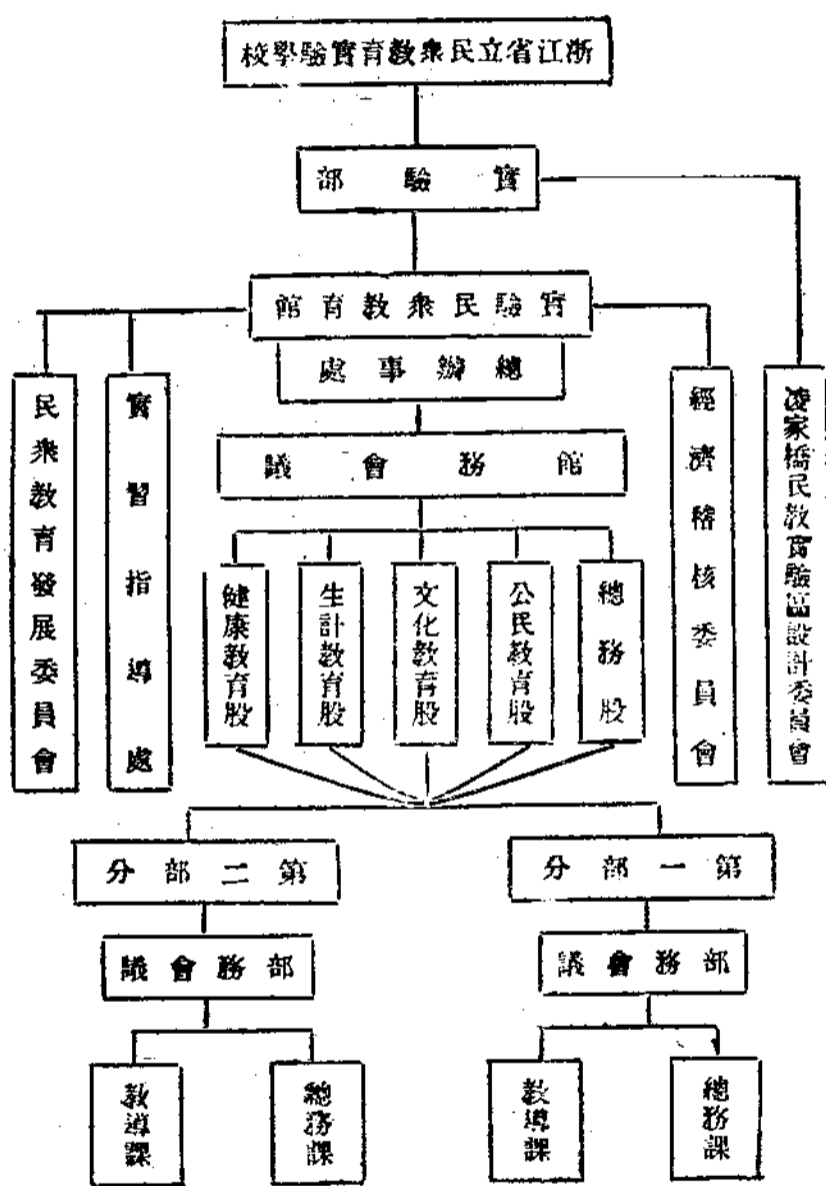 浙江省立民衆教育實驗學校
實驗部
實驗民衆教育館
總辦事處
館務會議
凌家橋民教實驗區設計委員會
經濟稽核委員會
總務股
公民教育股
文化教育股
生計教育股
健康教育股
實習指導處
民衆教育發展委員會
第一部分
第二部分
部務會議
部務會議
總務課
教導課
總務課
教導課